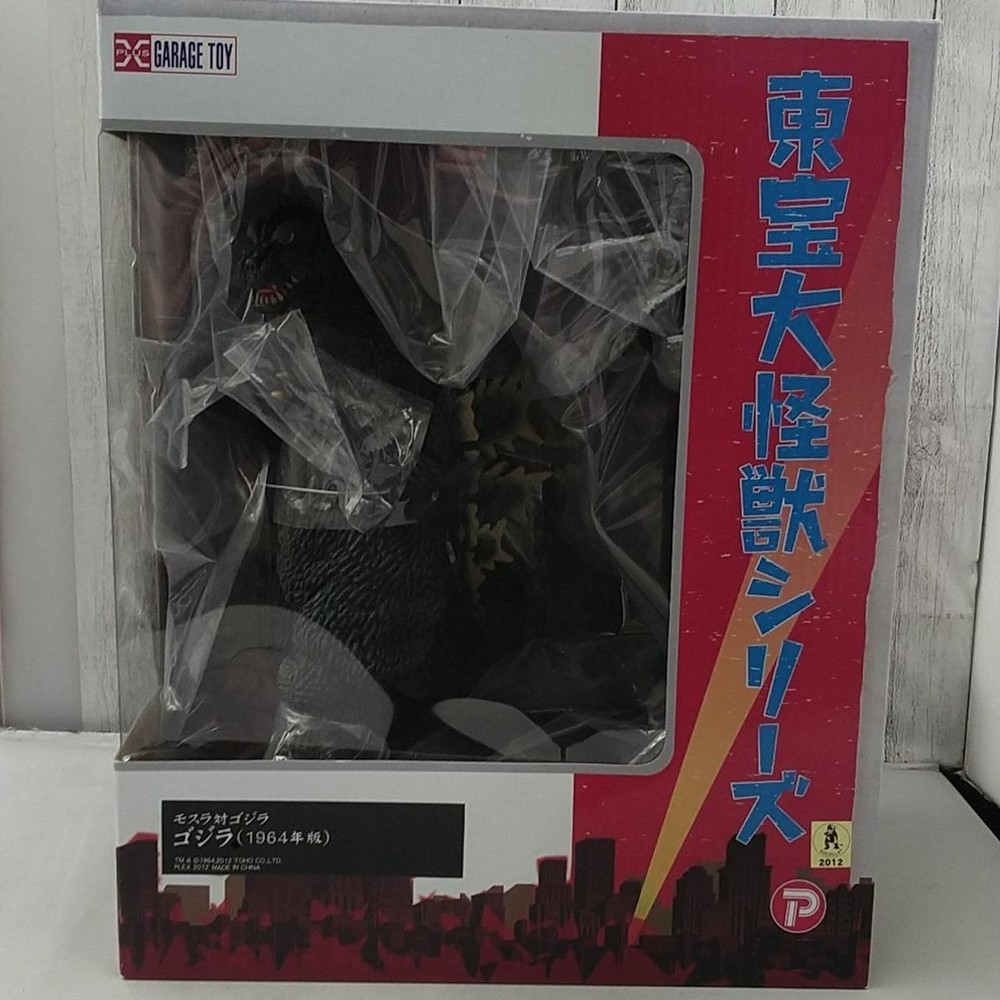 X PLUS GARAGE TOY
東宝大怪獣シリーズ
モスラ対ゴジラ
ゴジラ(1964年版)
TM & ©1964,2012 TOHO CO.,LTD.
PLEX 2012 MADE IN CHINA
2012
P